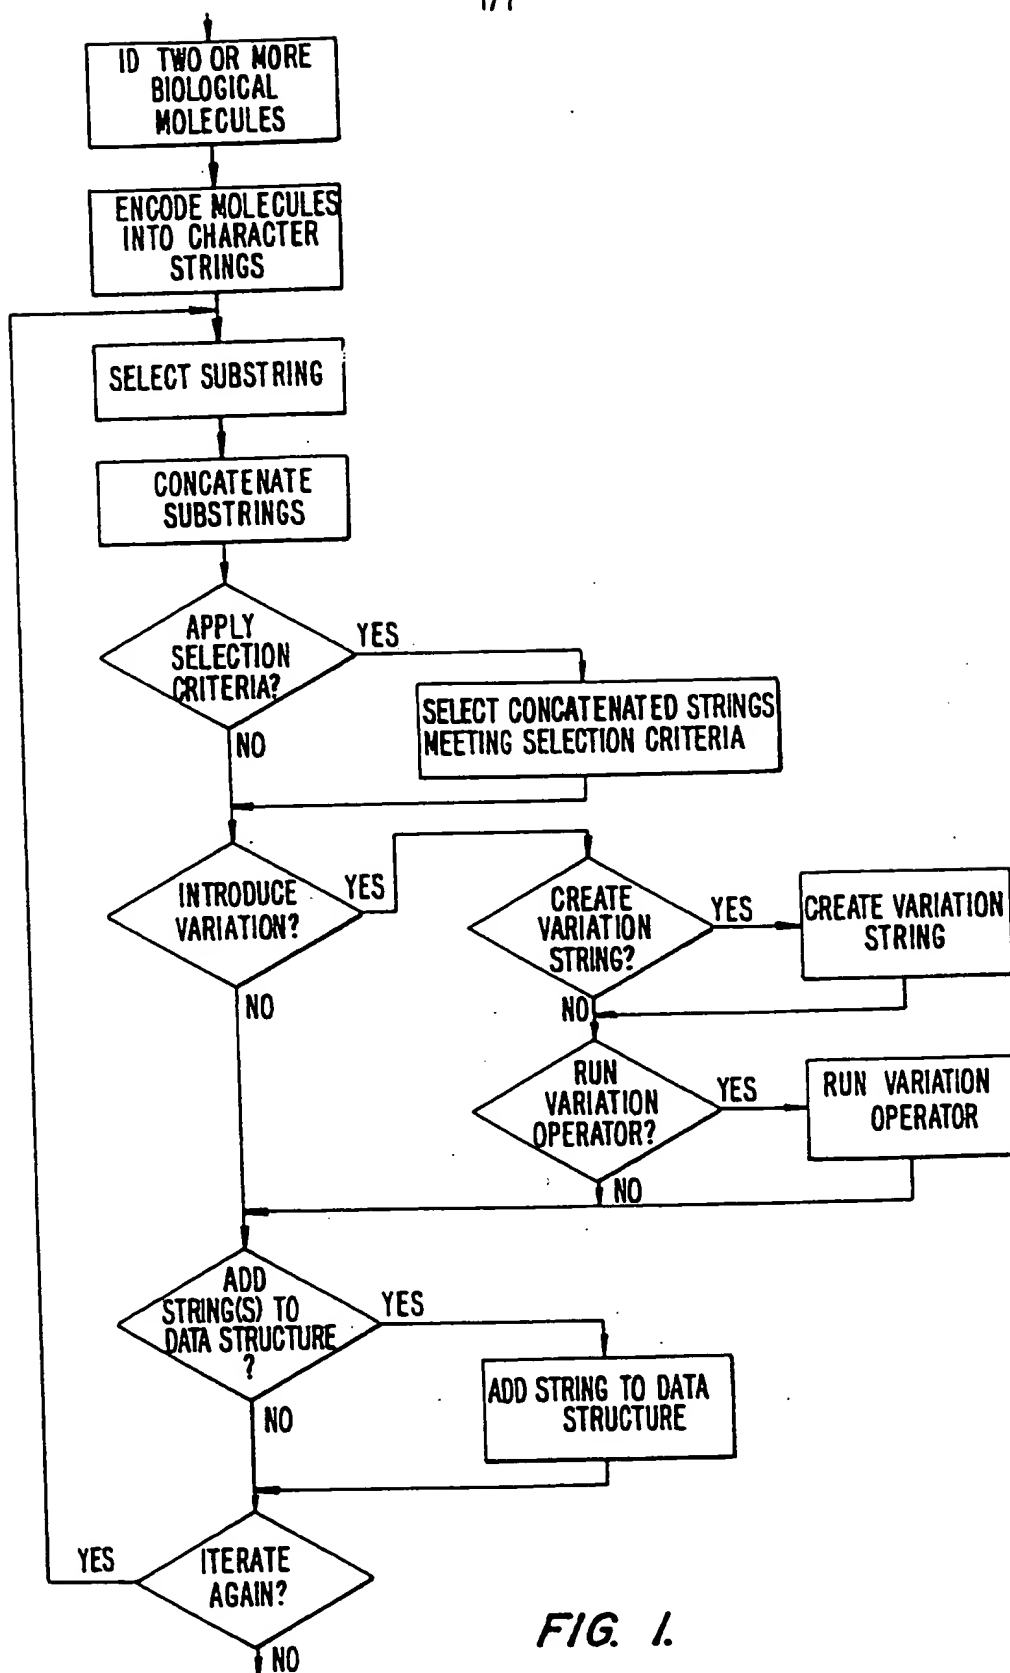 ID TWO OR MORE
BIOLOGICAL
MOLECULES
ENCODE MOLECULES
INTO CHARACTER
STRINGS
SELECT SUBSTRING
CONCATENATE
SUBSTRINGS
APPLY
SELECTION
CRITERIA?
YES
NO
SELECT CONCATENATED STRINGS
MEETING SELECTION CRITERIA
INTRODUCE
VARIATION?
YES
NO
CREATE
VARIATION
STRING?
YES
NO
CREATE VARIATION
STRING
RUN
VARIATION
OPERATOR?
YES
NO
RUN VARIATION
OPERATOR
ADD
STRING(S) TO
DATA STRUCTURE
?
YES
NO
ADD STRING TO DATA
STRUCTURE
ITERATE
AGAIN?
YES
NO
FIG. 1.